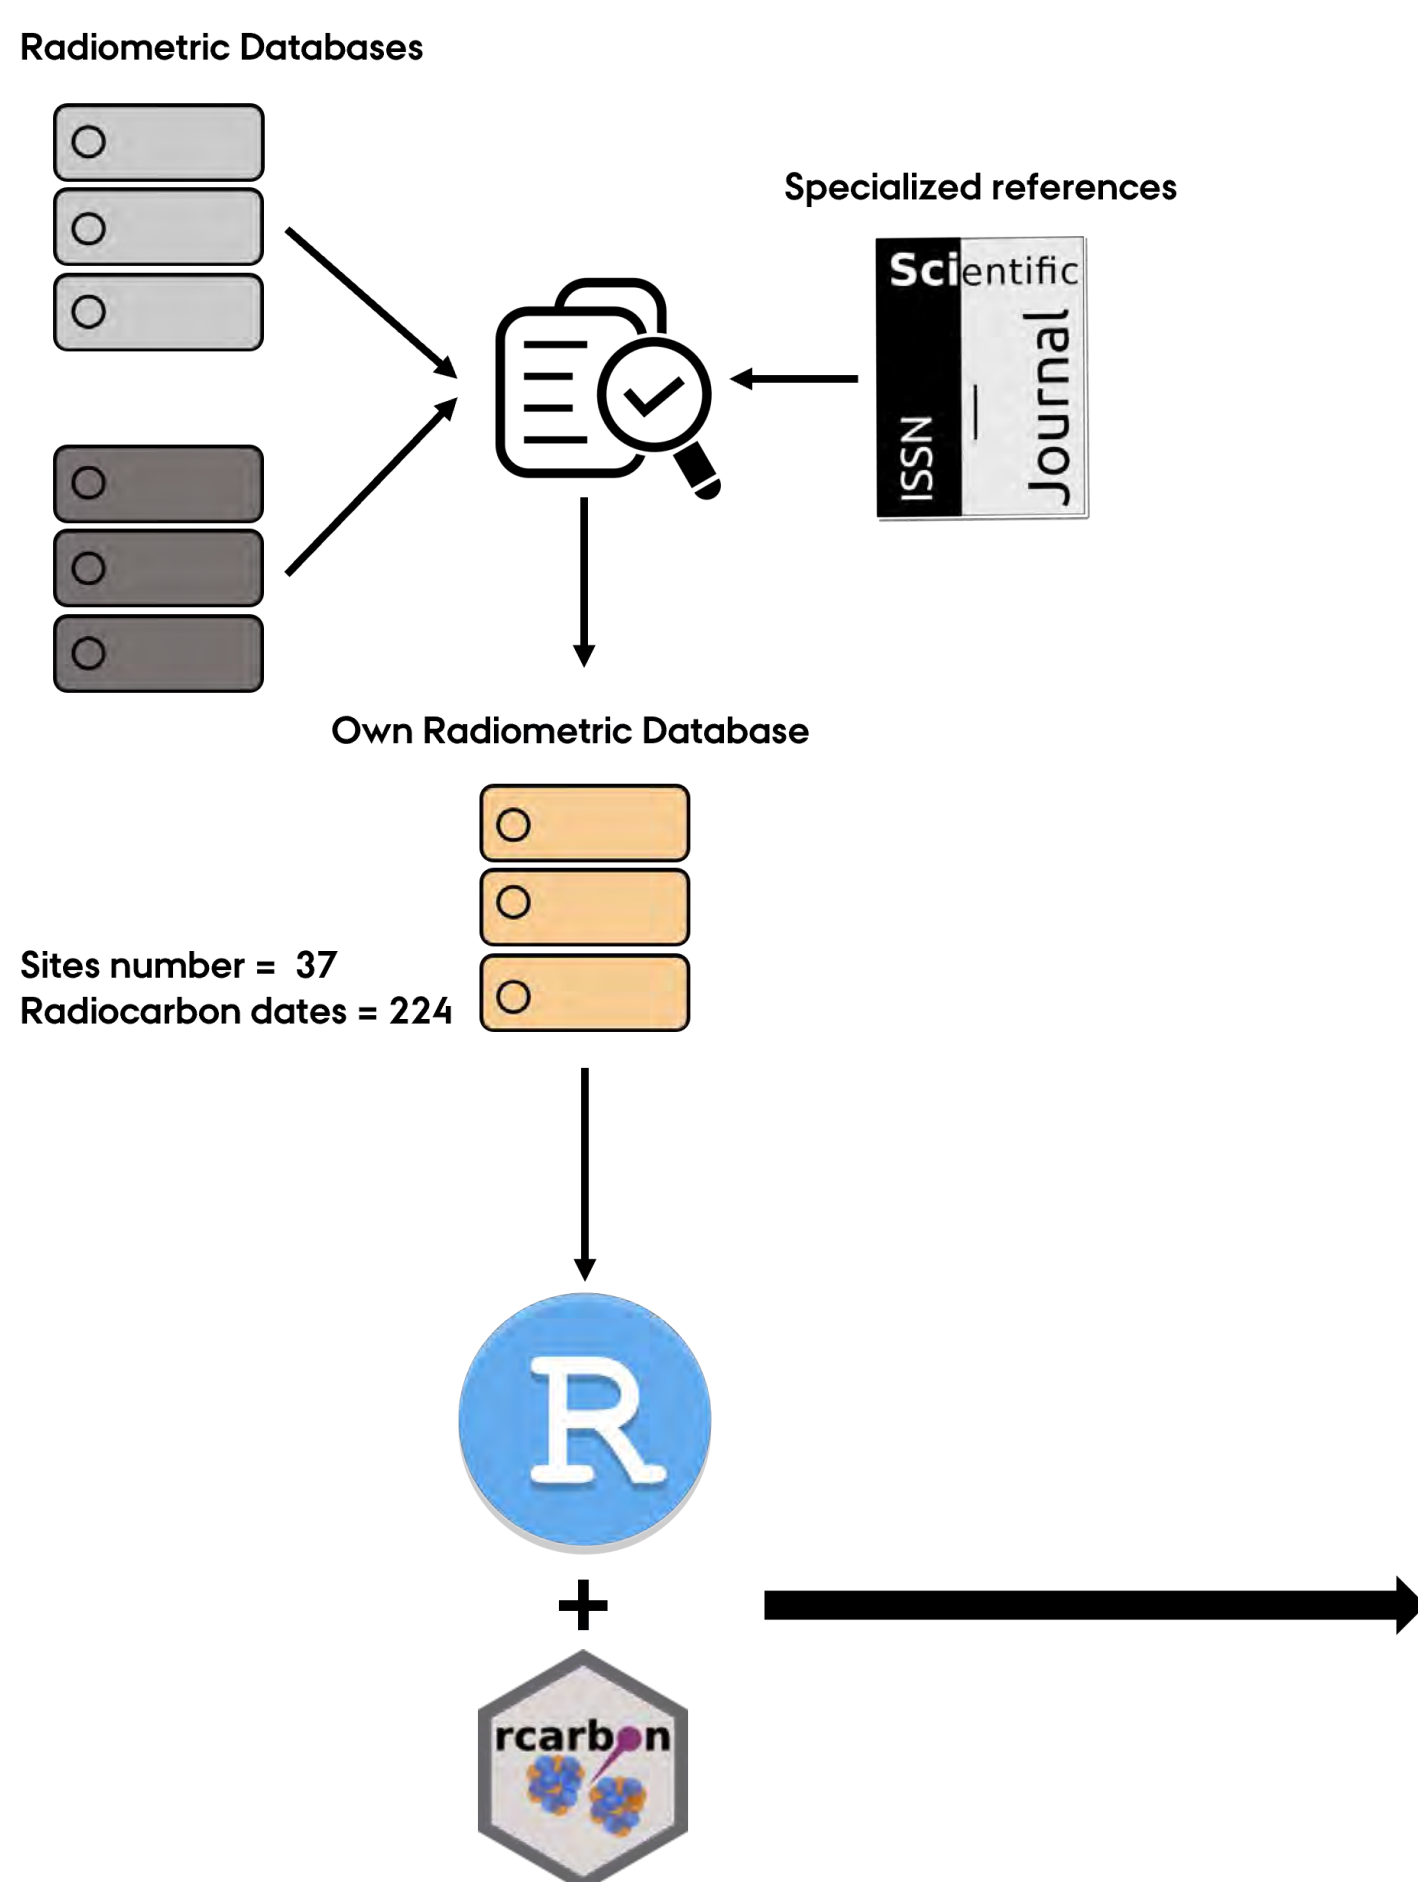 Radiometric Databases
Specialized references
Scientific
Journal
ISSN
Own Radiometric Database
Sites number = 37
Radiocarbon dates = 224
R
+
rcarbon